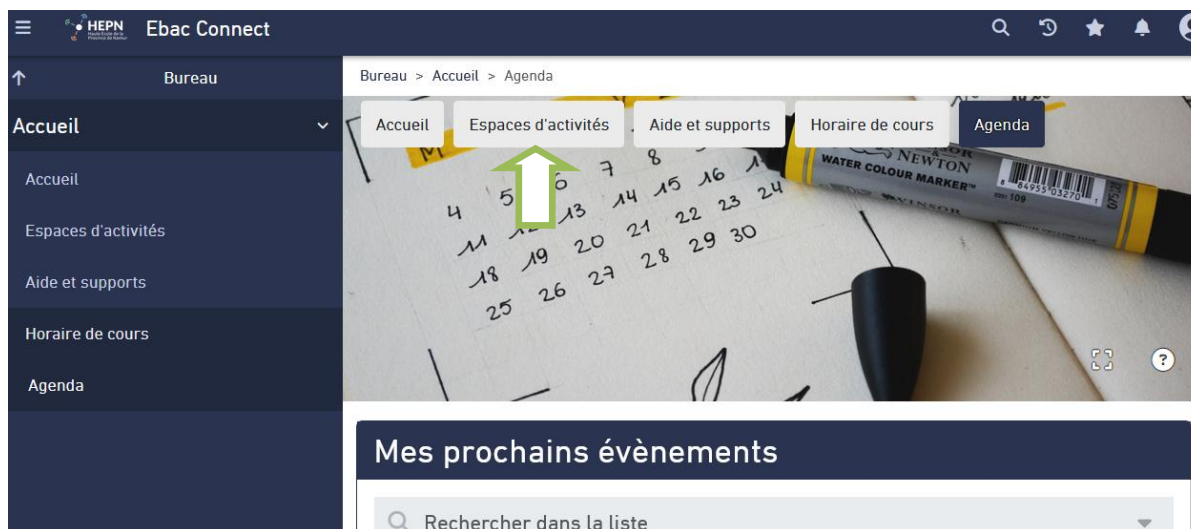 HEPN
Ebac Connect
Bureau
Bureau > Accueil > Agenda
Accueil
Accueil
Espaces d'activités
Aide et supports
Horaire de cours
Agenda
Accueil
Espaces d'activités
Aide et supports
Horaire de cours
Agenda
NEWTON
WATER COLOUR MARKER™
109
4 5 6 7 8
11 12 13 14 15 16
18 19 20 21 22 23 24
25 26 27 28 29 30
?
Mes prochains évènements
Rechercher dans la liste